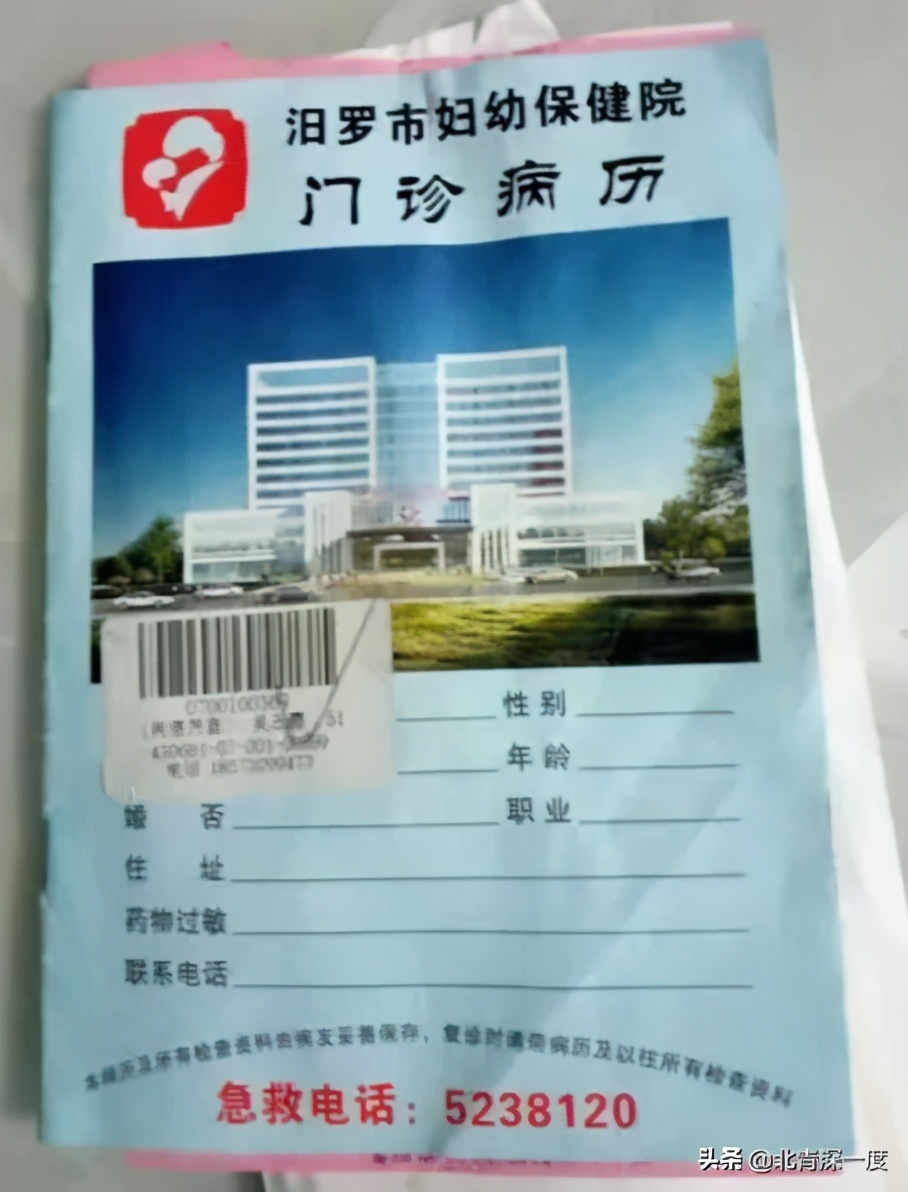 汨罗市妇幼保健院
门诊病历
性别
年龄
婚 否
职业
住 址
药物过敏
联系电话
本病历及所有检查资料由病友妥善保存，复诊时请带病历及以往所有检查资料
急救电话：5238120
头条 @北肯深一度